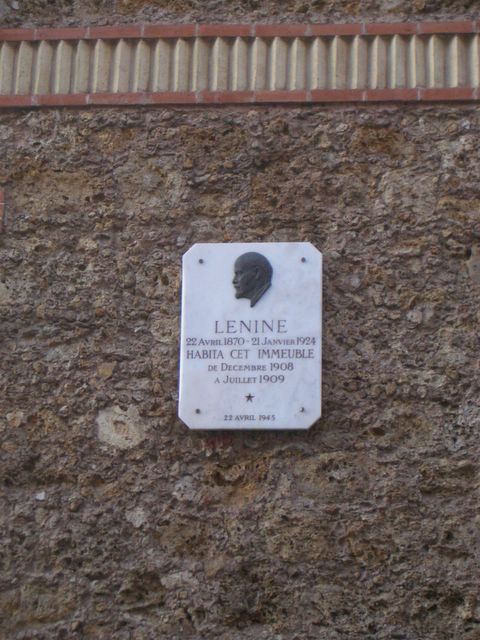 LENINE
22 AVRIL 1870-21 JANVIER 1924
HABITA CET IMMEUBLE
DE DECEMBRE 1908
A JUILLET 1909
22 AVRIL 1945